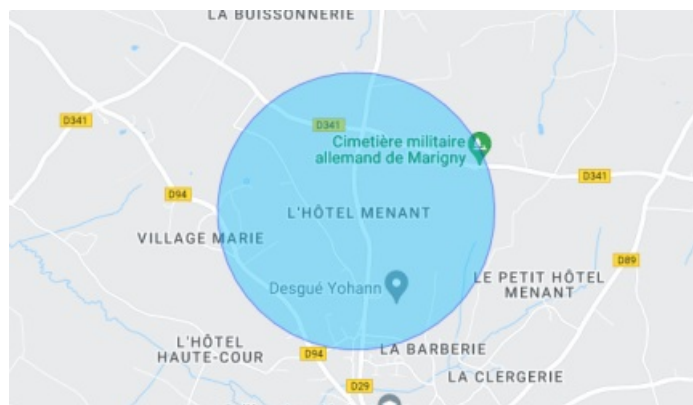 LA BUISSONNERIE
D341
D341
Cimetière militaire
allemand de Marigny
D341
D94
L'HÔTEL MENANT
VILLAGE MARIE
D89
LE PETIT HÔTEL
MENANT
Desgué Yohann
L'HÔTEL
HAUTE-COUR
D94
LA BARBERIE
LA CLERGERIE
D29